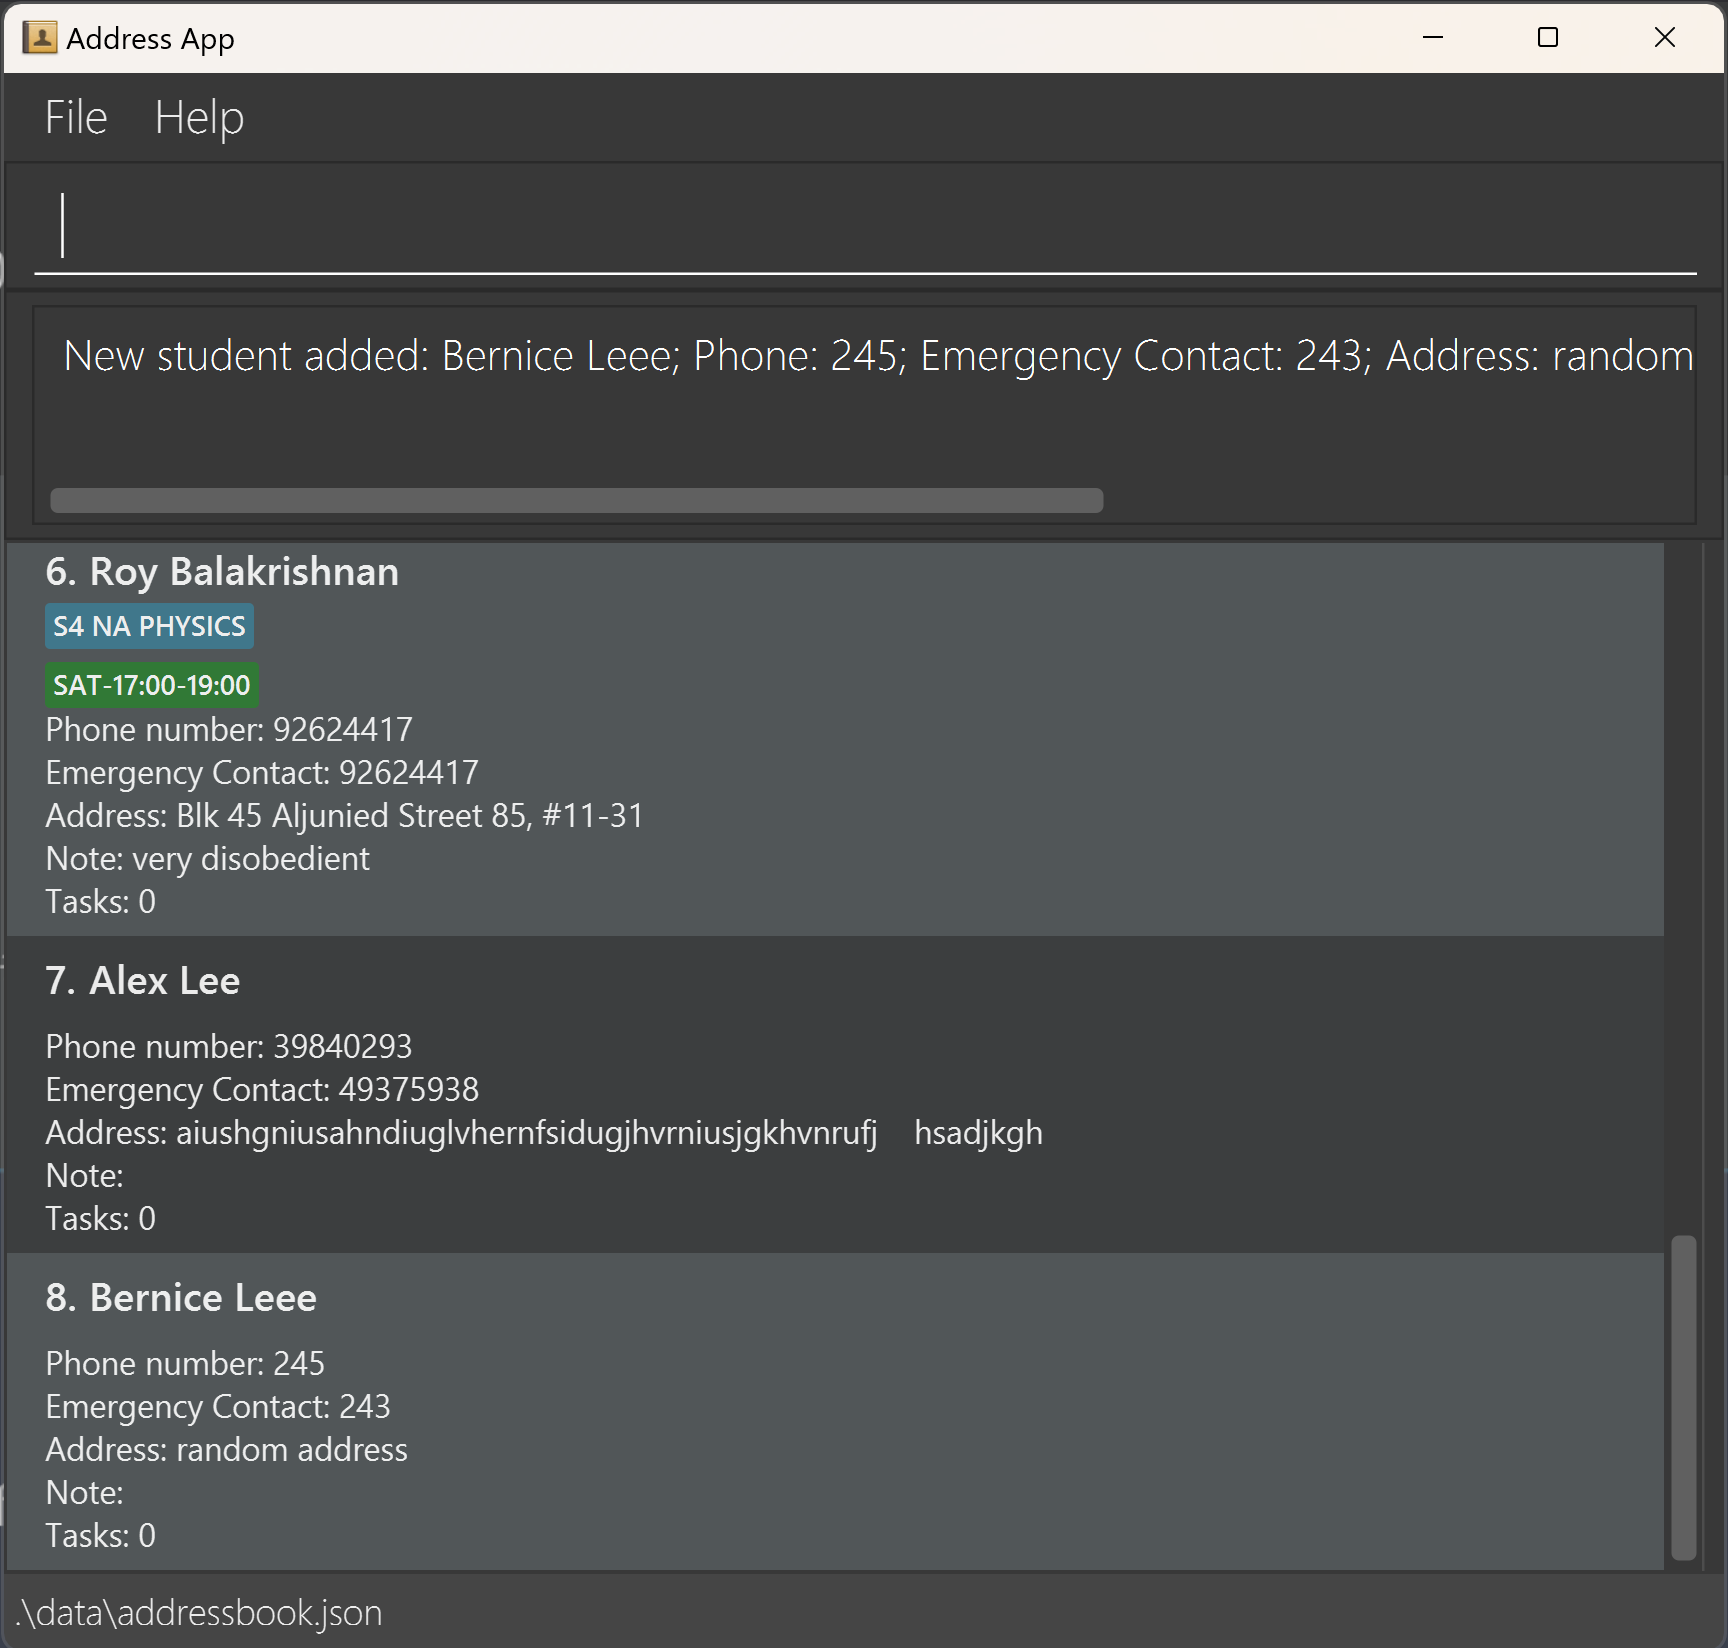 Address App
File Help
New student added: Bernice Leee; Phone: 245; Emergency Contact: 243; Address: random
6. Roy Balakrishnan
S4 NA PHYSICS
SAT-17:00-19:00
Phone number: 92624417
Emergency Contact: 92624417
Address: Blk 45 Aljunied Street 85, #11-31
Note: very disobedient
Tasks: 0
7. Alex Lee
Phone number: 39840293
Emergency Contact: 49375938
Address: aiushgniusahndiuglvhernfsidugjhvrniusjgkhvnrufj hsadjkgh
Note:
Tasks: 0
8. Bernice Leee
Phone number: 245
Emergency Contact: 243
Address: random address
Note:
Tasks: 0
.\data\addressbook.json